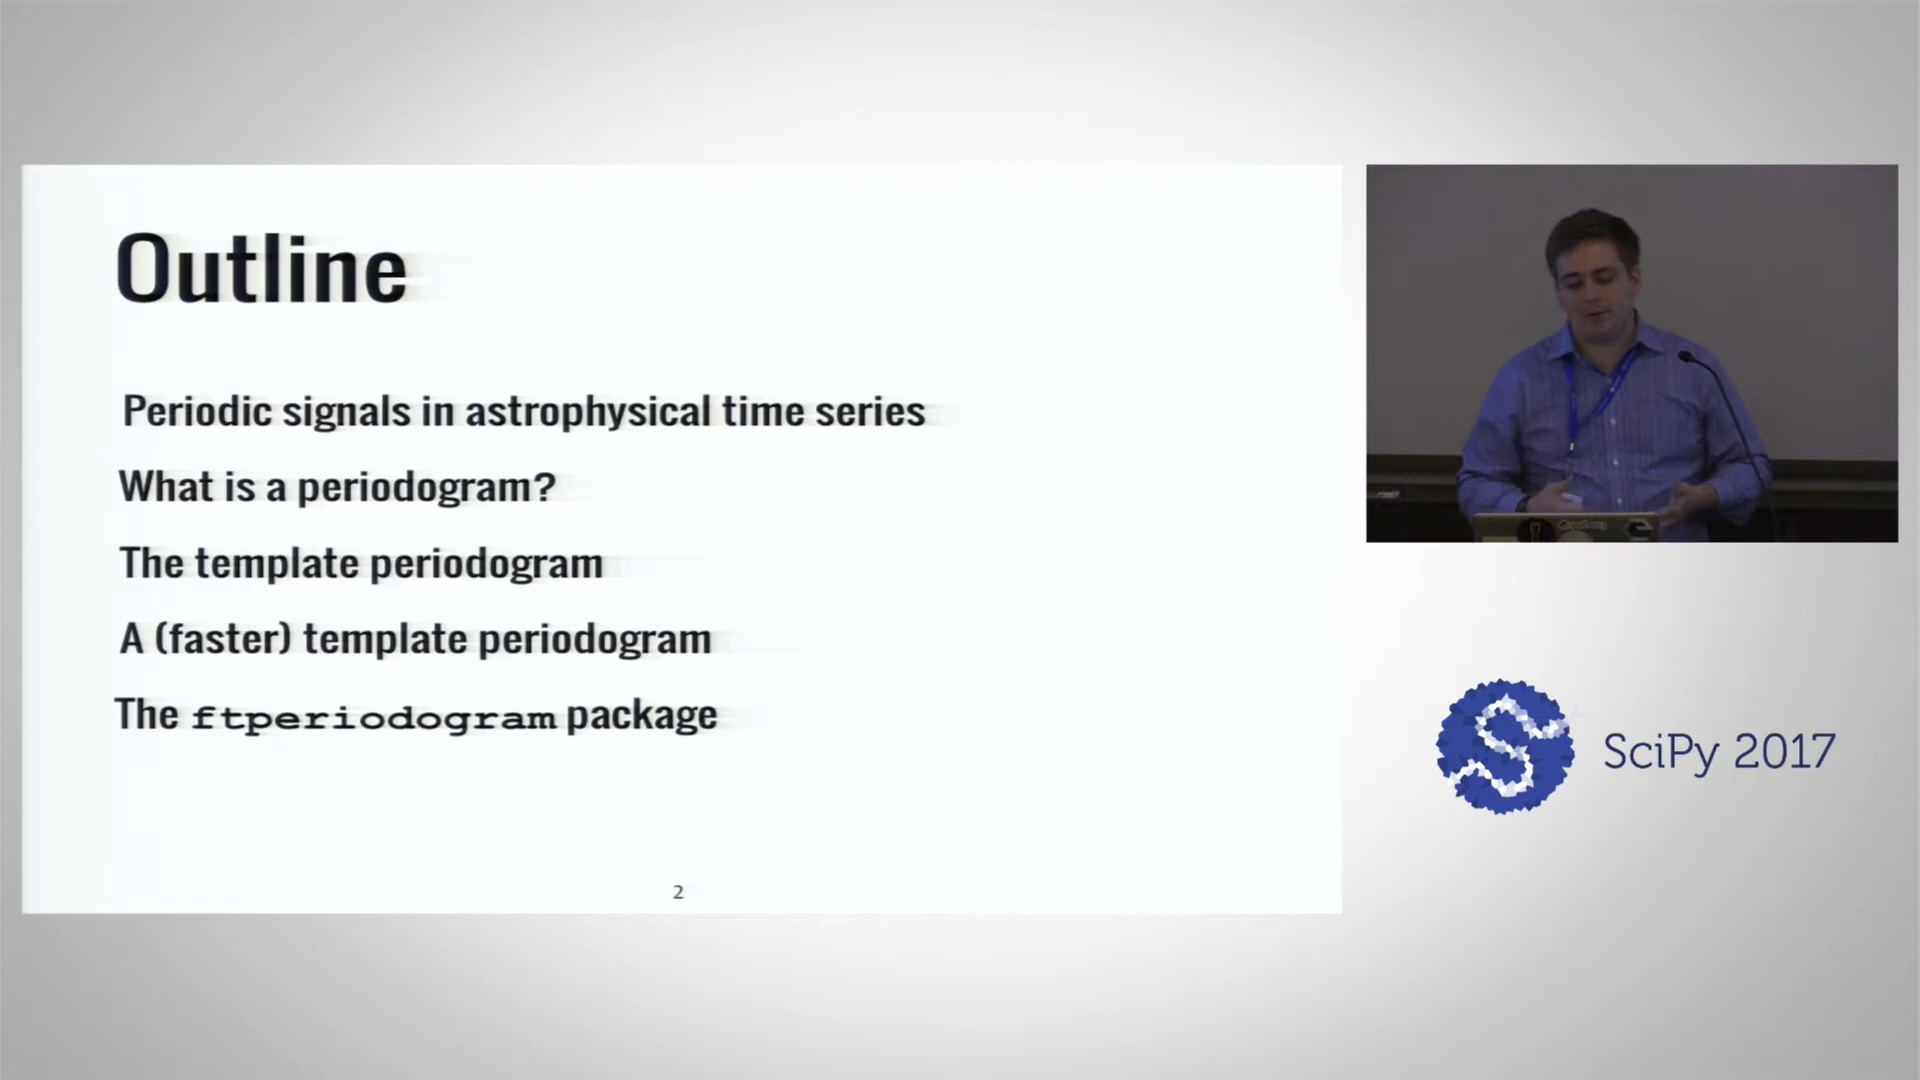 Outline
Periodic signals in astrophysical time series
What is a periodogram?
The template periodogram
A (faster) template periodogram
The ftperiodogram package
2
SciPy 2017